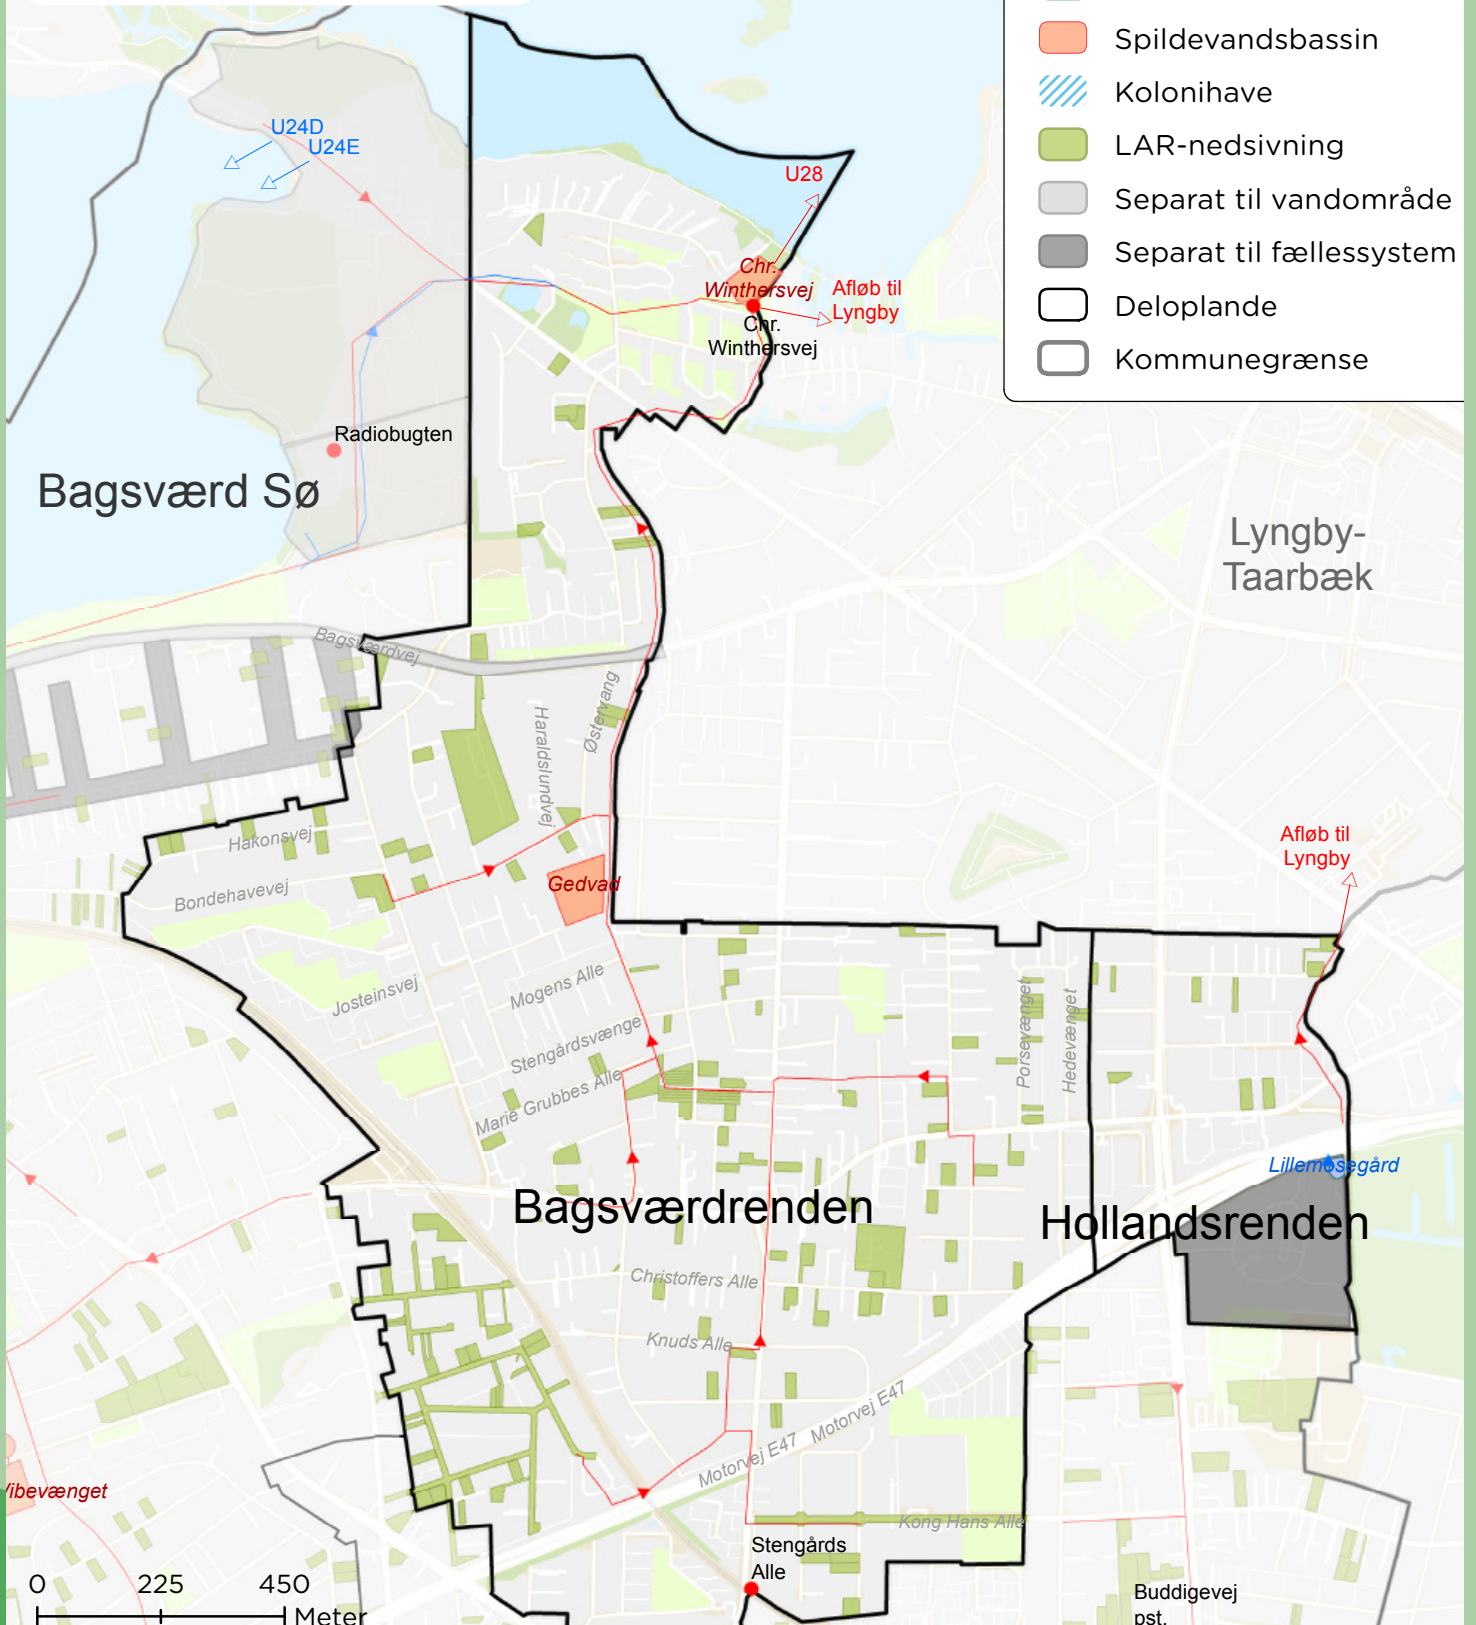 Spildevandsbassin
Kolonihave
LAR-nedsivning
Separat til vandområde
Separat til fællessystem
Deloplande
Kommunegrænse
U24D
U24E
U28
Chr.
Winthersvej
Afløb til
Lyngby
Chr.
Winthersvej
Radiobugten
Bagsværd Sø
Lyngby-
Taarbæk
Bagsværdvej
Østervang
Haraldslundvej
Hakonsvej
Bondehavevej
Gedvad
Afløb til
Lyngby
Josteinsvej
Mogens Alle
Stengårdsvænge
Marie Grubbes Alle
Porsevænget
Hedevænget
Lillemosegård
Bagsværdrenden
Hollandsrenden
Christoffers Alle
Knuds Alle
Motorvej E47
Motorvej E47
Vibevænget
Kong Hans Alle
Stengårds
Alle
Buddigevej
pst.
0 225 450
Meter